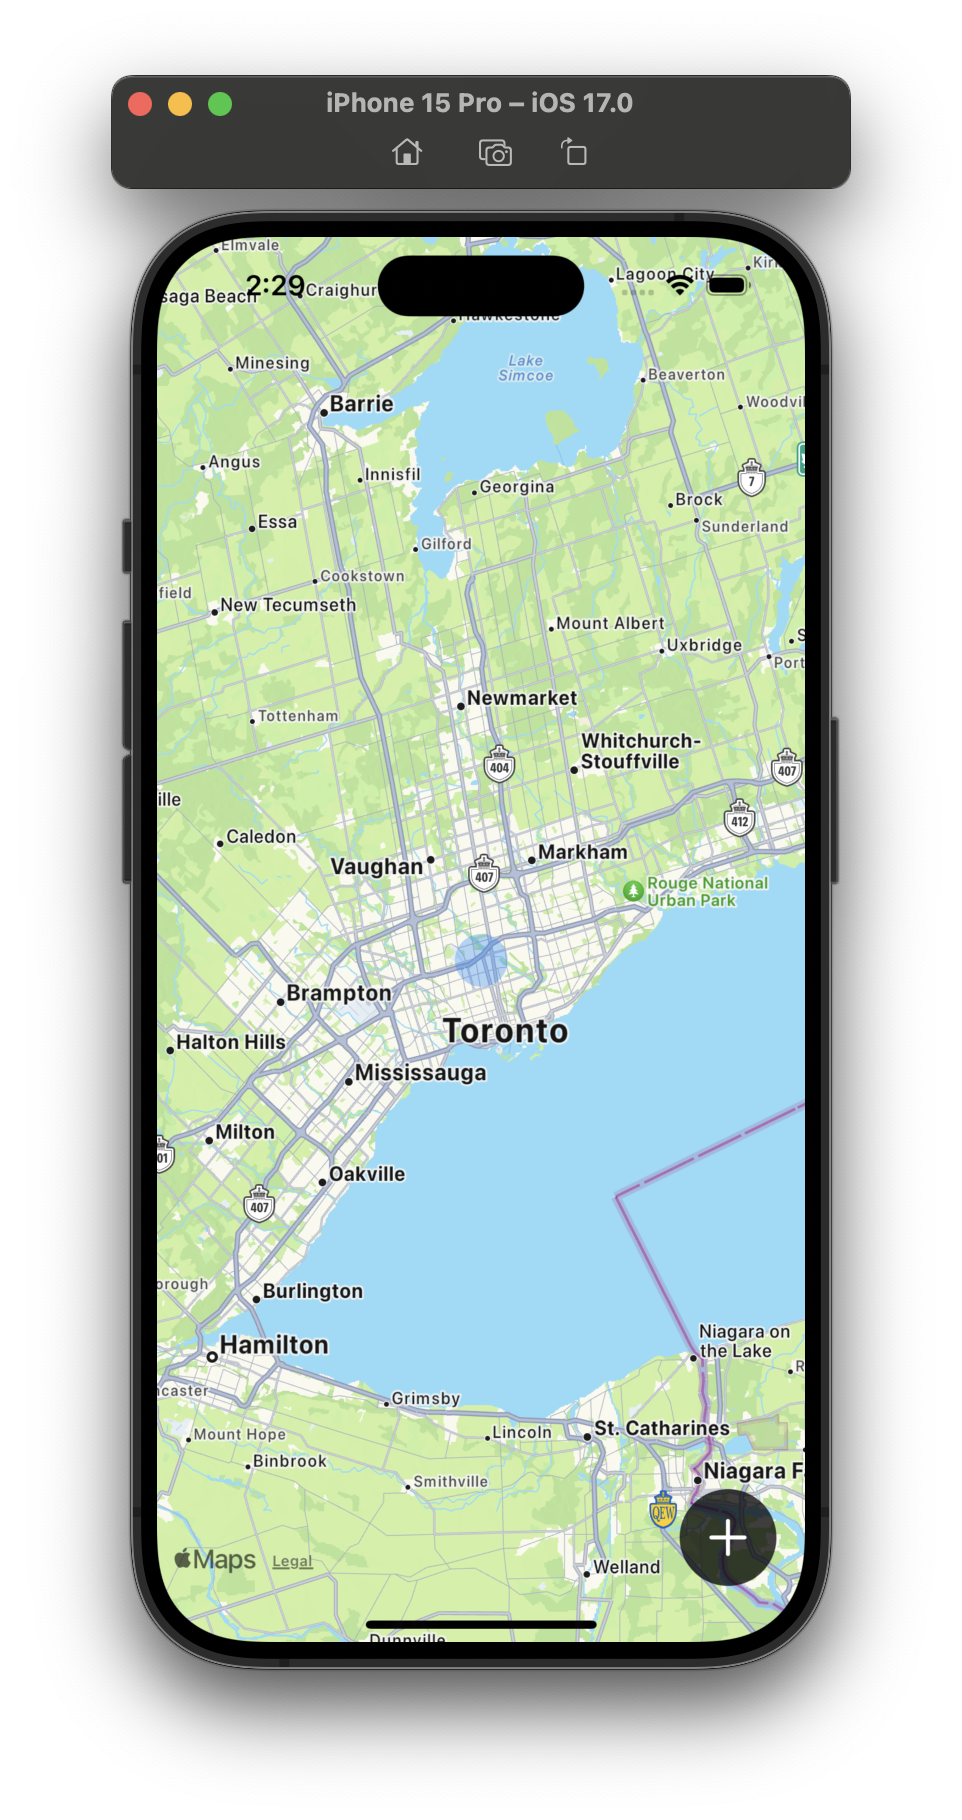 iPhone 15 Pro – iOS 17.0
Elmvale
Lagoon City
2:29
saga Beach
Craighur
Hawkestone
Minesing
Lake
Simcoe
Beaverton
Barrie
Woodvil
Angus
Innisfil
7
Georgina
Brock
Essa
Sunderland
Gilford
Cookstown
field
New Tecumseth
Mount Albert
Uxbridge
Port
Newmarket
Tottenham
Whitchurch-
Stouffville
404
407
ille
412
Caledon
Vaughan
Markham
407
Rouge National
Urban Park
Brampton
Toronto
Halton Hills
Mississauga
Milton
01
Oakville
407
orough
Burlington
Niagara on
the Lake
Hamilton
ncaster
Grimsby
St. Catharines
Mount Hope
Lincoln
Binbrook
Niagara F
Smithville
QEW
Maps
Legal
Welland
Dunnville